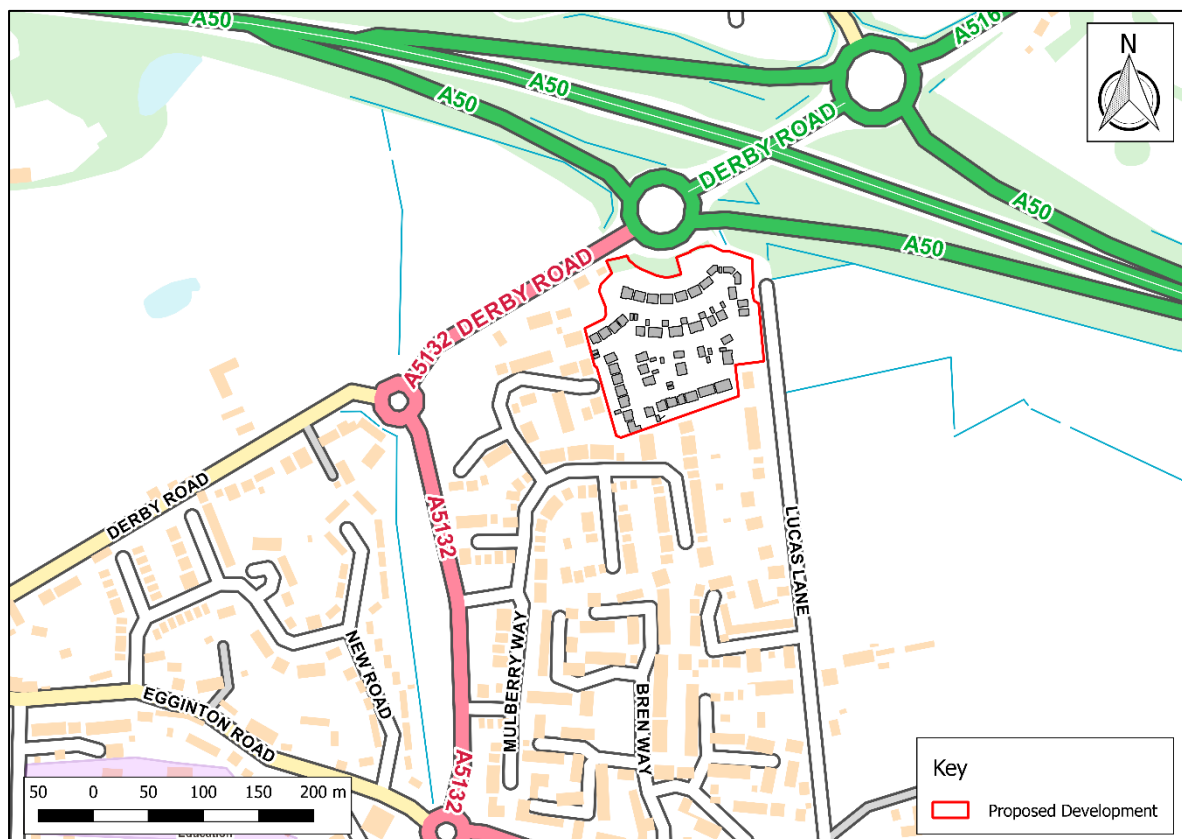 A50
A516
N
A50
DERBY ROAD
A50
A50
A5132 DERBY ROAD
DERBY ROAD
A5132
LUCAS LANE
NEW ROAD
MULBERRY WAY
BREN WAY
EGGINTON ROAD
A5132
50 0 50 100 150 200 m
Education
Key
Proposed Development